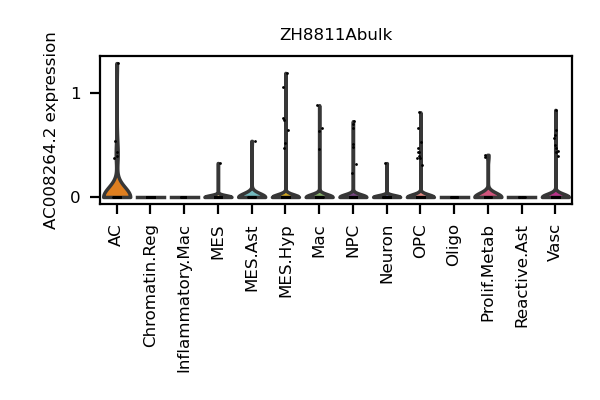 ZH8811Abulk
AC008264.2 expression
1
0
AC
Chromatin.Reg
Inflammatory.Mac
MES
MES.Ast
MES.Hyp
Mac
NPC
Neuron
OPC
Oligo
Prolif.Metab
Reactive.Ast
Vasc